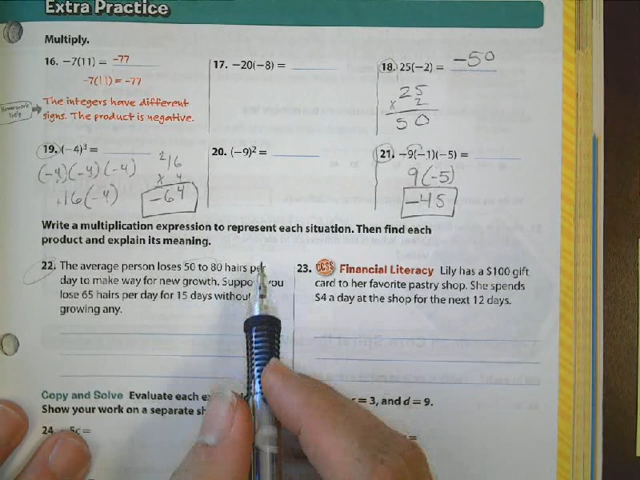 Extra Practice
Multiply.
16. −7(11) = -77
-7(11) = -77
The integers have different
signs. The product is negative.
17. −20(−8) =
18. 25(−2) = -50
25
x 2
50
19. (−4)³ =
(-4)(-4)(-4)
+16(-4)
2
16
x 4
-64
20. (−9)² =
21. −9(−1)(−5) =
9(-5)
-45
Write a multiplication expression to represent each situation. Then find each
product and explain its meaning.
22. The average person loses 50 to 80 hairs per
day to make way for new growth. Suppose you
lose 65 hairs per day for 15 days without
growing any.
23. CCSS Financial Literacy Lily has a $100 gift
card to her favorite pastry shop. She spends
$4 a day at the shop for the next 12 days.
Copy and Solve Evaluate each
= 3, and d = 9.
Show your work on a separate
24.